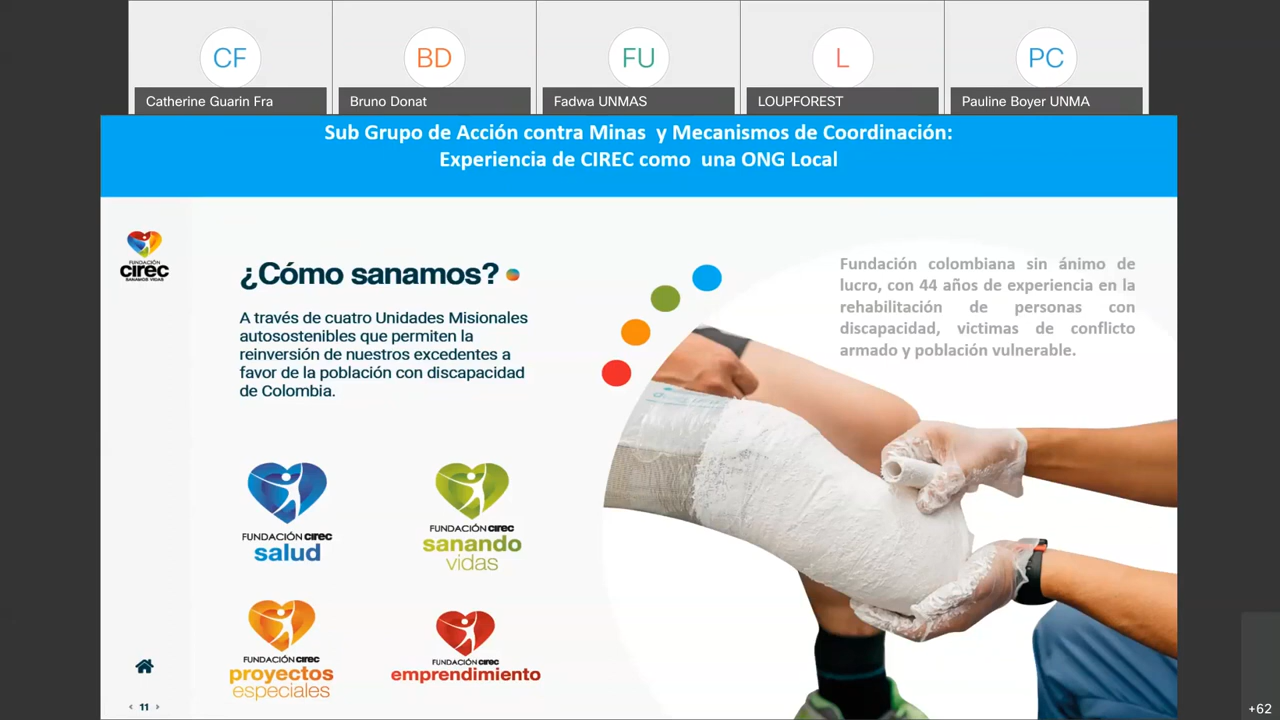 CF
BD
FU
L
PC
Catherine Guarin Fra
Bruno Donat
Fadwa UNMAS
LOUPFOREST
Pauline Boyer UNMA
Sub Grupo de Acción contra Minas y Mecanismos de Coordinación:
Experiencia de CIREC como una ONG Local
FUNDACIÓN
cirec
SANAMOS VIDAS
¿Cómo sanamos?
A través de cuatro Unidades Misionales
autosostenibles que permiten la
reinversión de nuestros excedentes a
favor de la población con discapacidad
de Colombia.
Fundación colombiana sin ánimo de
lucro, con 44 años de experiencia en la
rehabilitación de personas con
discapacidad, victimas de conflicto
armado y población vulnerable.
FUNDACIÓN cirec
salud
FUNDACIÓN cirec
sanando
vidas
FUNDACIÓN cirec
proyectos
especiales
FUNDACIÓN cirec
emprendimiento
< 11 >
+62